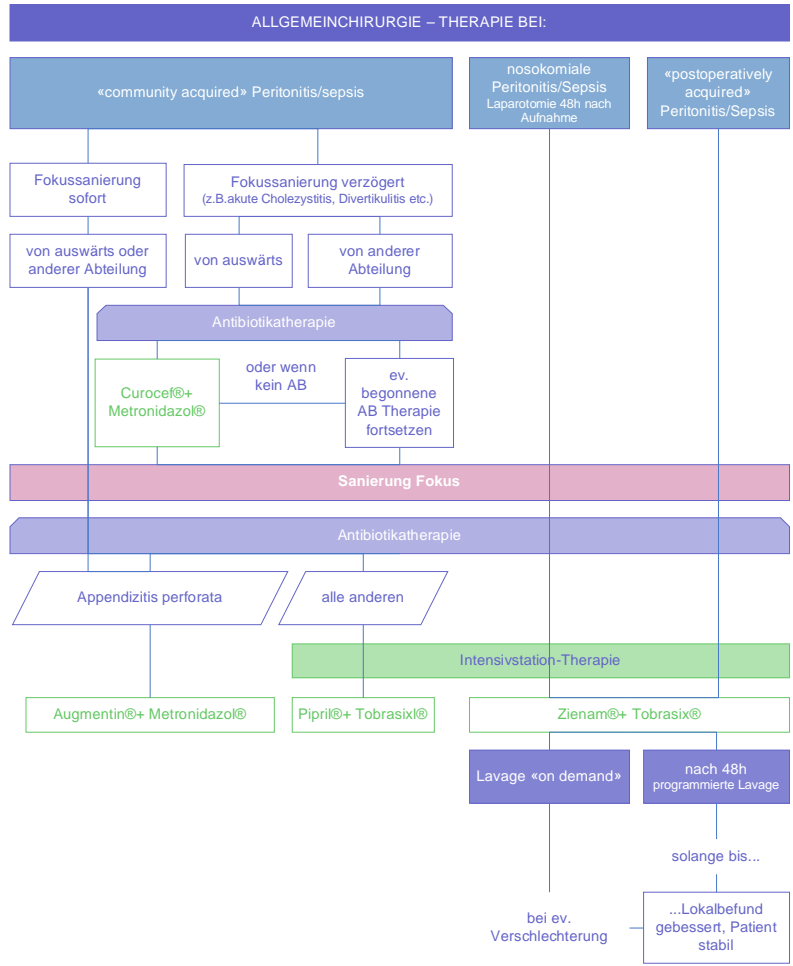 ALLGEMEINCHIRURGIE – THERAPIE BEI:
«community acquired» Peritonitis/sepsis
nosokomiale
Peritonitis/Sepsis
Laparotomie 48h nach
Aufnahme
«postoperatively
acquired»
Peritonitis/Sepsis
Fokussanierung
sofort
Fokussanierung verzögert
(z.B.akute Cholezystitis, Divertikulitis etc.)
von auswärts oder
anderer Abteilung
von auswärts
von anderer
Abteilung
Antibiotikatherapie
Curocef®+
Metronidazol®
oder wenn
kein AB
ev.
begonnene
AB Therapie
fortsetzen
Sanierung Fokus
Antibiotikatherapie
Appendizitis perforata
alle anderen
Intensivstation-Therapie
Augmentin®+ Metronidazol®
Pipril®+ Tobrasixl®
Zienam®+ Tobrasix®
Lavage «on demand»
nach 48h
programmierte Lavage
solange bis...
bei ev.
Verschlechterung
...Lokalbefund
gebessert, Patient
stabil